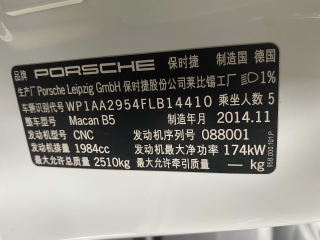 品牌 PORSCHE 保时捷 制造国 德国
生产厂 Porsche Leipzig GmbH 保时捷股份公司莱比锡工厂 1%
车辆识别代号 WP1AA2954FLB14410 乘坐人数 5
整车型号 Macan B5 制造年月 2014.11
发动机型号 CNC 发动机序列号 088001
发动机排量 1984cc 发动机最大净功率 174kW
最大允许总质量 2510kg 最大允许牵引质量 — kg
95B.000.101.P